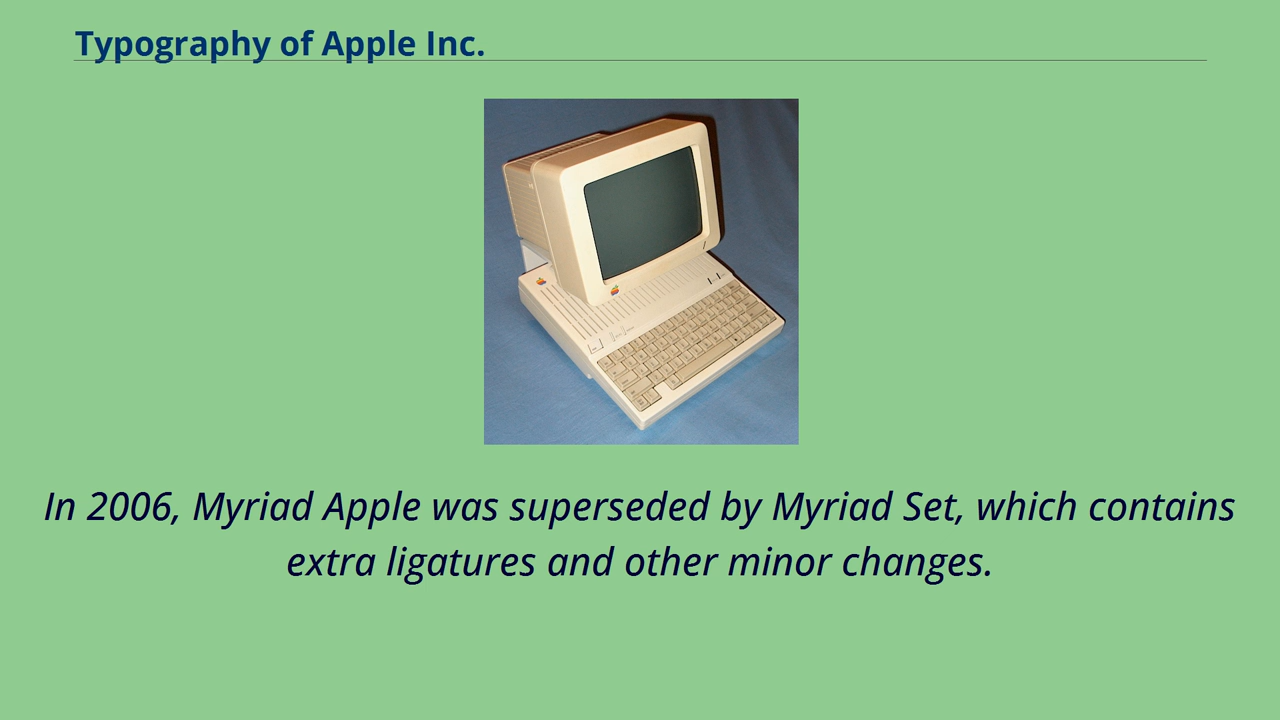 Typography of Apple Inc.
In 2006, Myriad Apple was superseded by Myriad Set, which contains
extra ligatures and other minor changes.